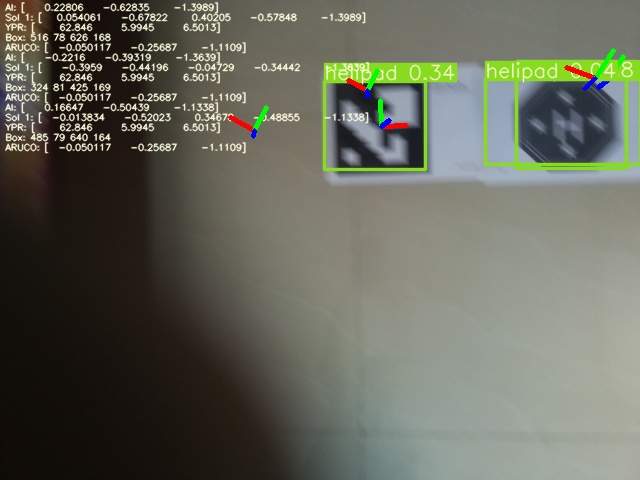 AI: [ 0.22806 -0.62835 -1.3989]
Sol 1: [ 0.054061 -0.67822 0.40205 -0.57848 -1.3989]
YPR: [ 62.846 5.9945 6.5013]
Box: 516 78 626 168
ARUCO: [ -0.050117 -0.25687 -1.1109]
AI: [ -0.2216 -0.39319 -1.3639]
Sol 1: [ -0.3959 -0.44196 -0.04729 -0.34442 -1.3639]
YPR: [ 62.846 5.9945 6.5013]
Box: 324 81 425 169
ARUCO: [ -0.050117 -0.25687 -1.1109]
AI: [ 0.16647 -0.50439 -1.1338]
Sol 1: [ -0.013834 -0.52023 -0.48855 -1.1338]
YPR: [ 62.846 5.9945 6.5013]
Box: 485 79 640 164
ARUCO: [ -0.050117 -0.25687 -1.1109]
helipad 0.34
helipad